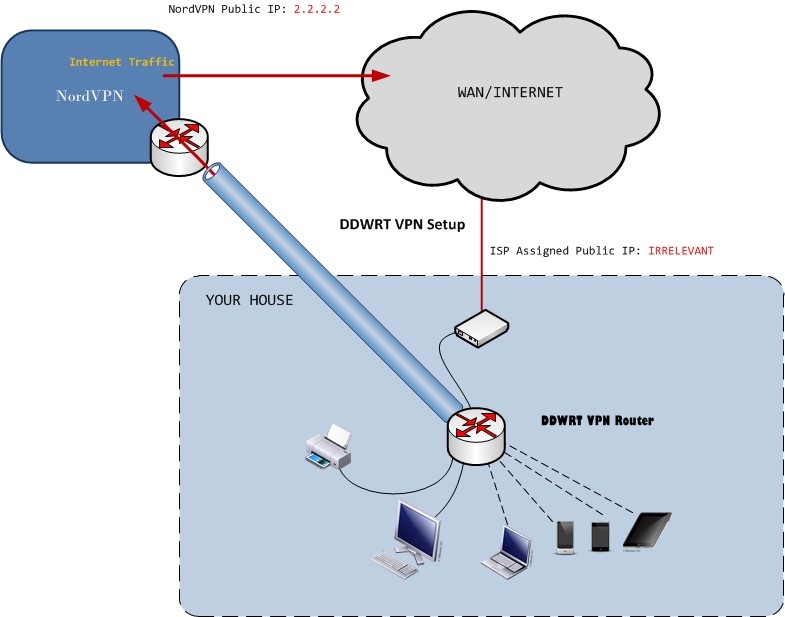 NordVPN Public IP: 2.2.2.2
Internet Traffic
NordVPN
WAN/INTERNET
DDWRT VPN Setup
ISP Assigned Public IP: IRRELEVANT
YOUR HOUSE
DDWRT VPN Router